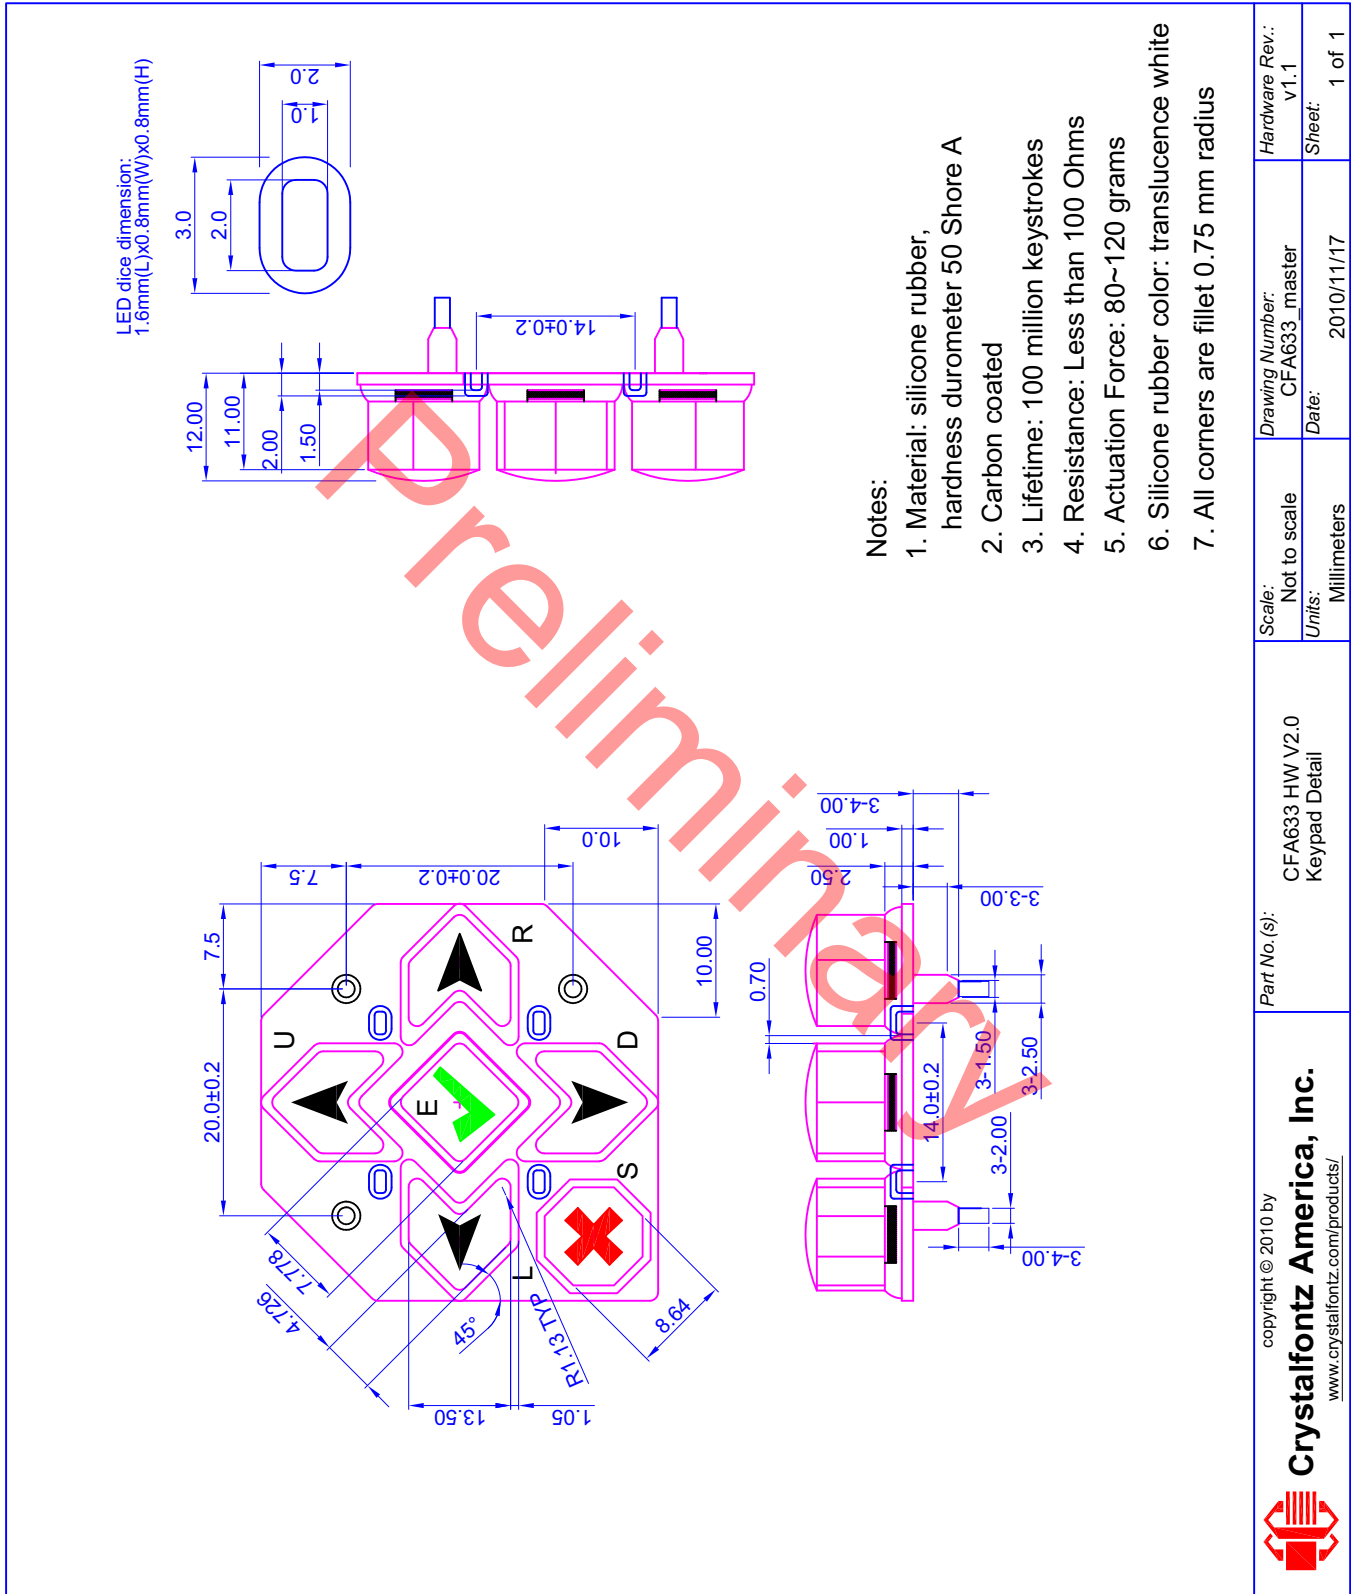 LED dice dimension:
1.6mm(L)x0.8mm(W)x0.8mm(H)
3.0
2.0
2.0
1.0
12.00
11.00
2.00
1.50
14.0±0.2
Notes:
1. Material: silicone rubber,
hardness durometer 50 Shore A
2. Carbon coated
3. Lifetime: 100 million keystrokes
4. Resistance: Less than 100 Ohms
5. Actuation Force: 80~120 grams
6. Silicone rubber color: translucence white
7. All corners are fillet 0.75 mm radius
Preliminary
20.0±0.2
7.5
7.5
20.0±0.2
10.0
10.00
U
R
E
D
L
S
7.778
4.726
45°
R1.13 TYP
13.50
1.05
8.64
0.70
2.50
1.00
3-4.00
3-3.00
14.0±0.2
3-1.50
3-2.50
3-2.00
3-4.00
copyright © 2010 by
Crystalfontz America, Inc.
www.crystalfontz.com/products/
Part No.(s):
CFA633 HW V2.0
Keypad Detail
Scale:
Not to scale
Units:
Millimeters
Drawing Number:
CFA633_master
Date:
2010/11/17
Hardware Rev.:
v1.1
Sheet:
1 of 1